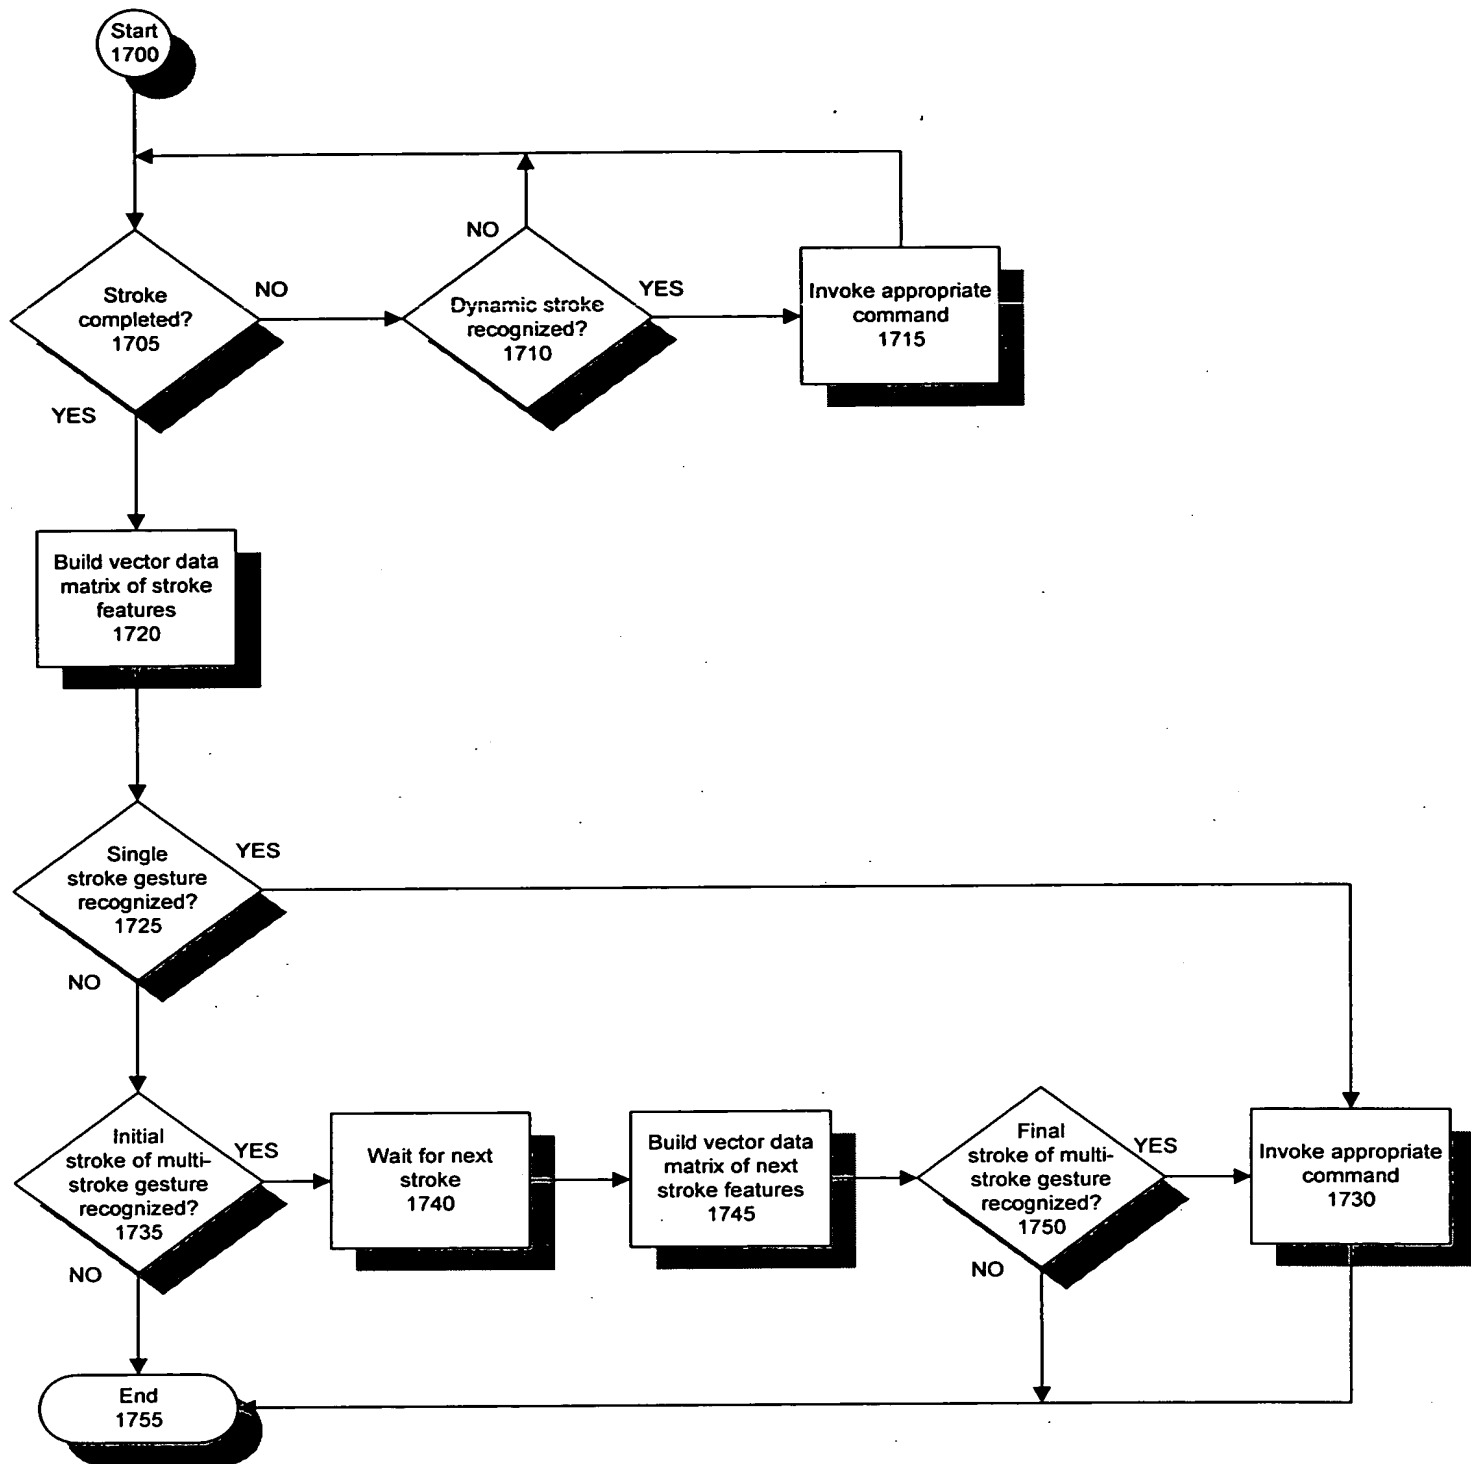 Start
1700
Stroke
completed?
1705
NO
YES
Dynamic stroke
recognized?
1710
NO
YES
Invoke appropriate
command
1715
Build vector data
matrix of stroke
features
1720
Single
stroke gesture
recognized?
1725
YES
NO
Initial
stroke of multi-
stroke gesture
recognized?
1735
YES
NO
Wait for next
stroke
1740
Build vector data
matrix of next
stroke features
1745
Final
stroke of multi-
stroke gesture
recognized?
1750
YES
NO
Invoke appropriate
command
1730
End
1755